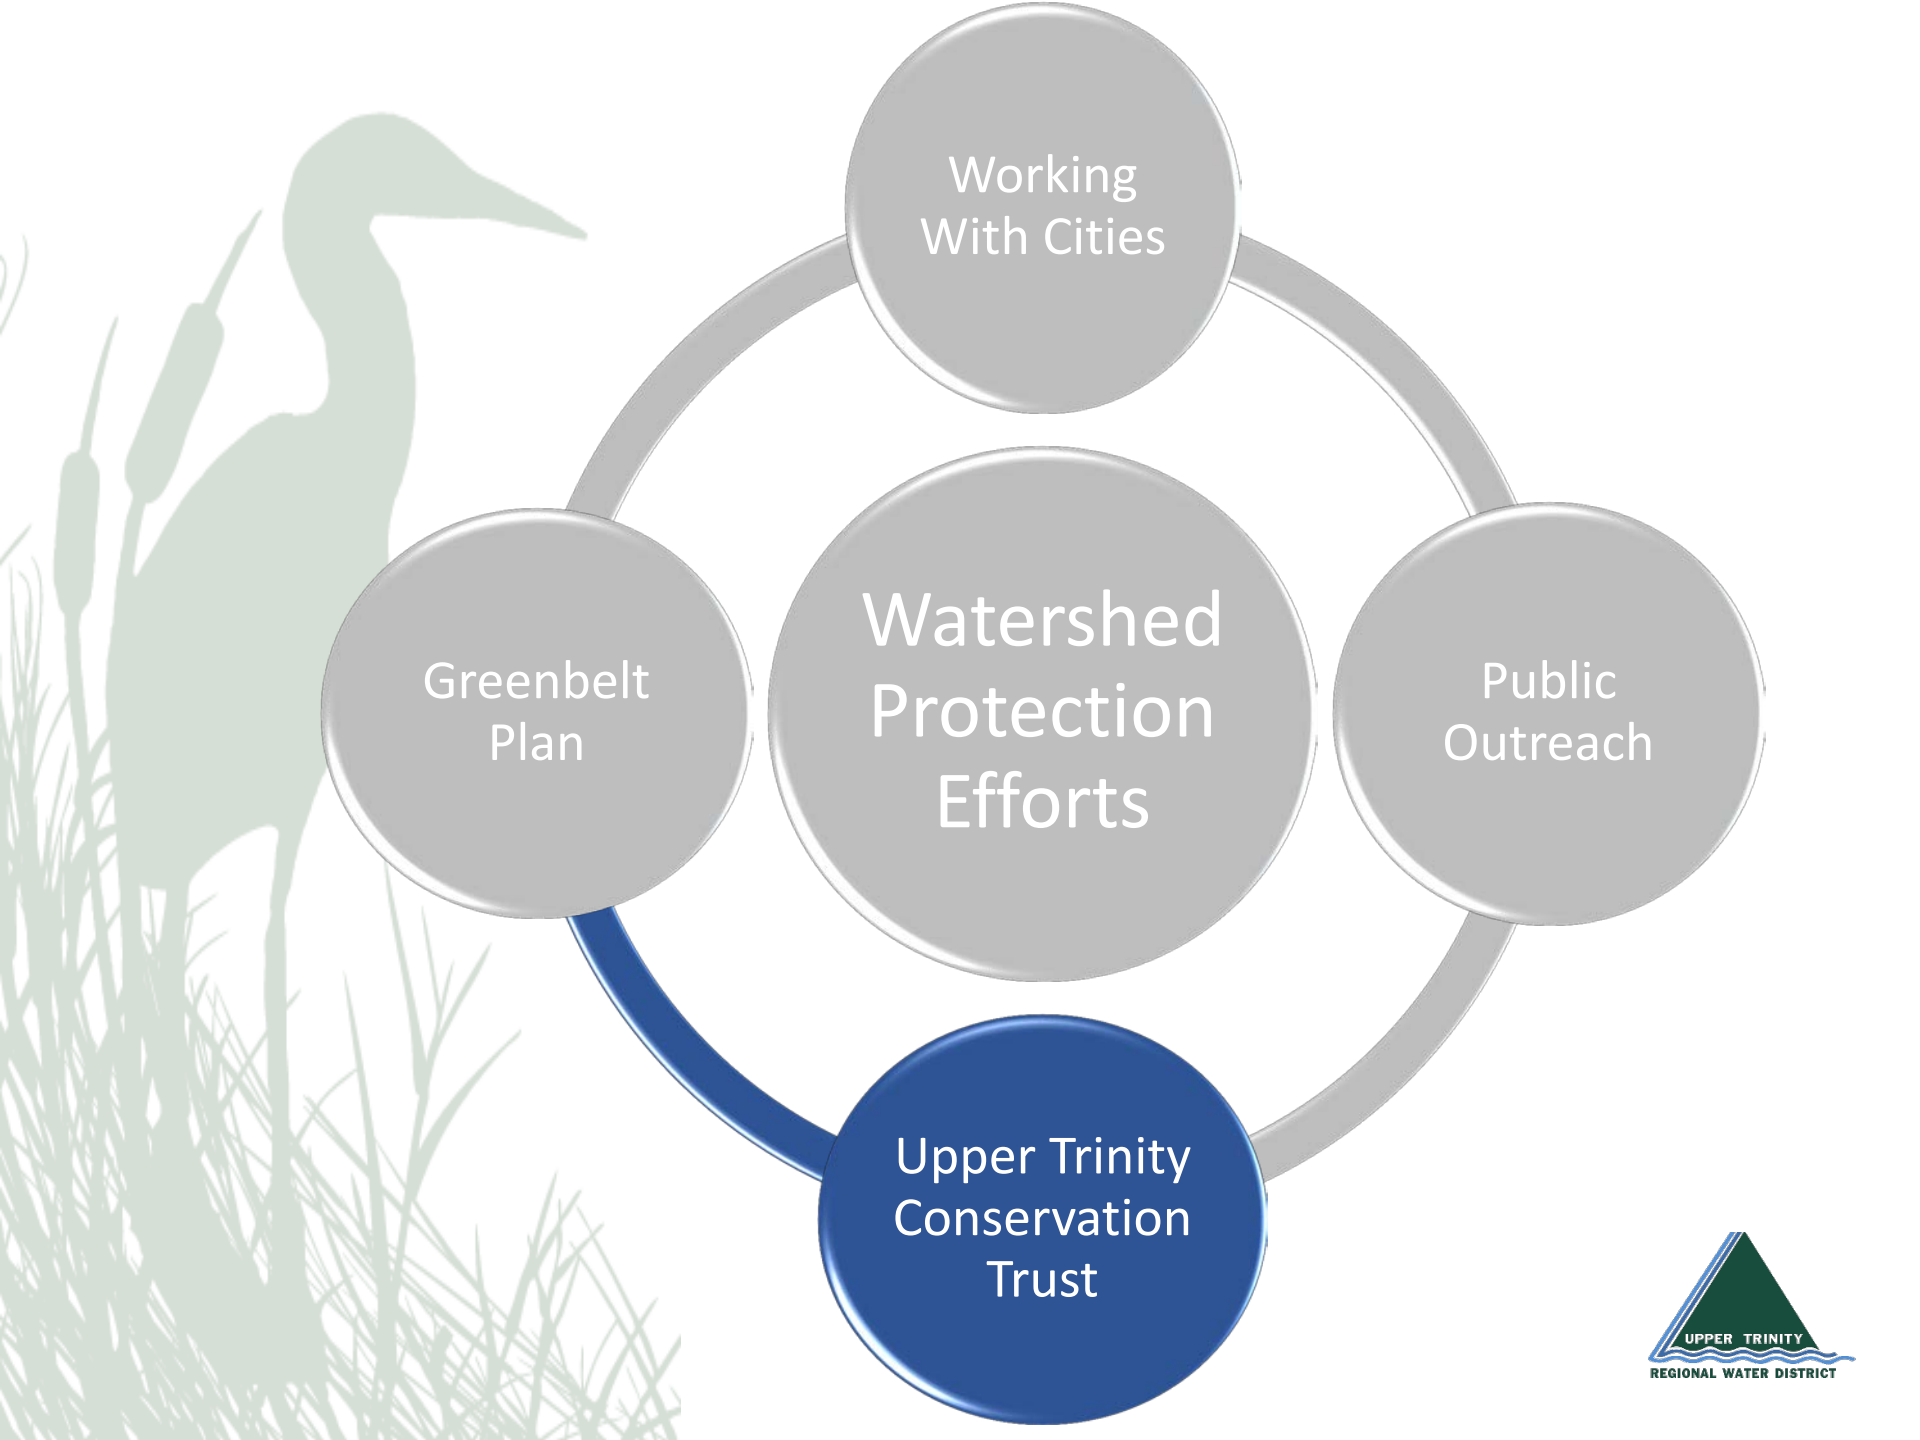 Working
With Cities
Watershed
Protection
Efforts
Greenbelt
Plan
Public
Outreach
Upper Trinity
Conservation
Trust
UPPER TRINITY
REGIONAL WATER DISTRICT